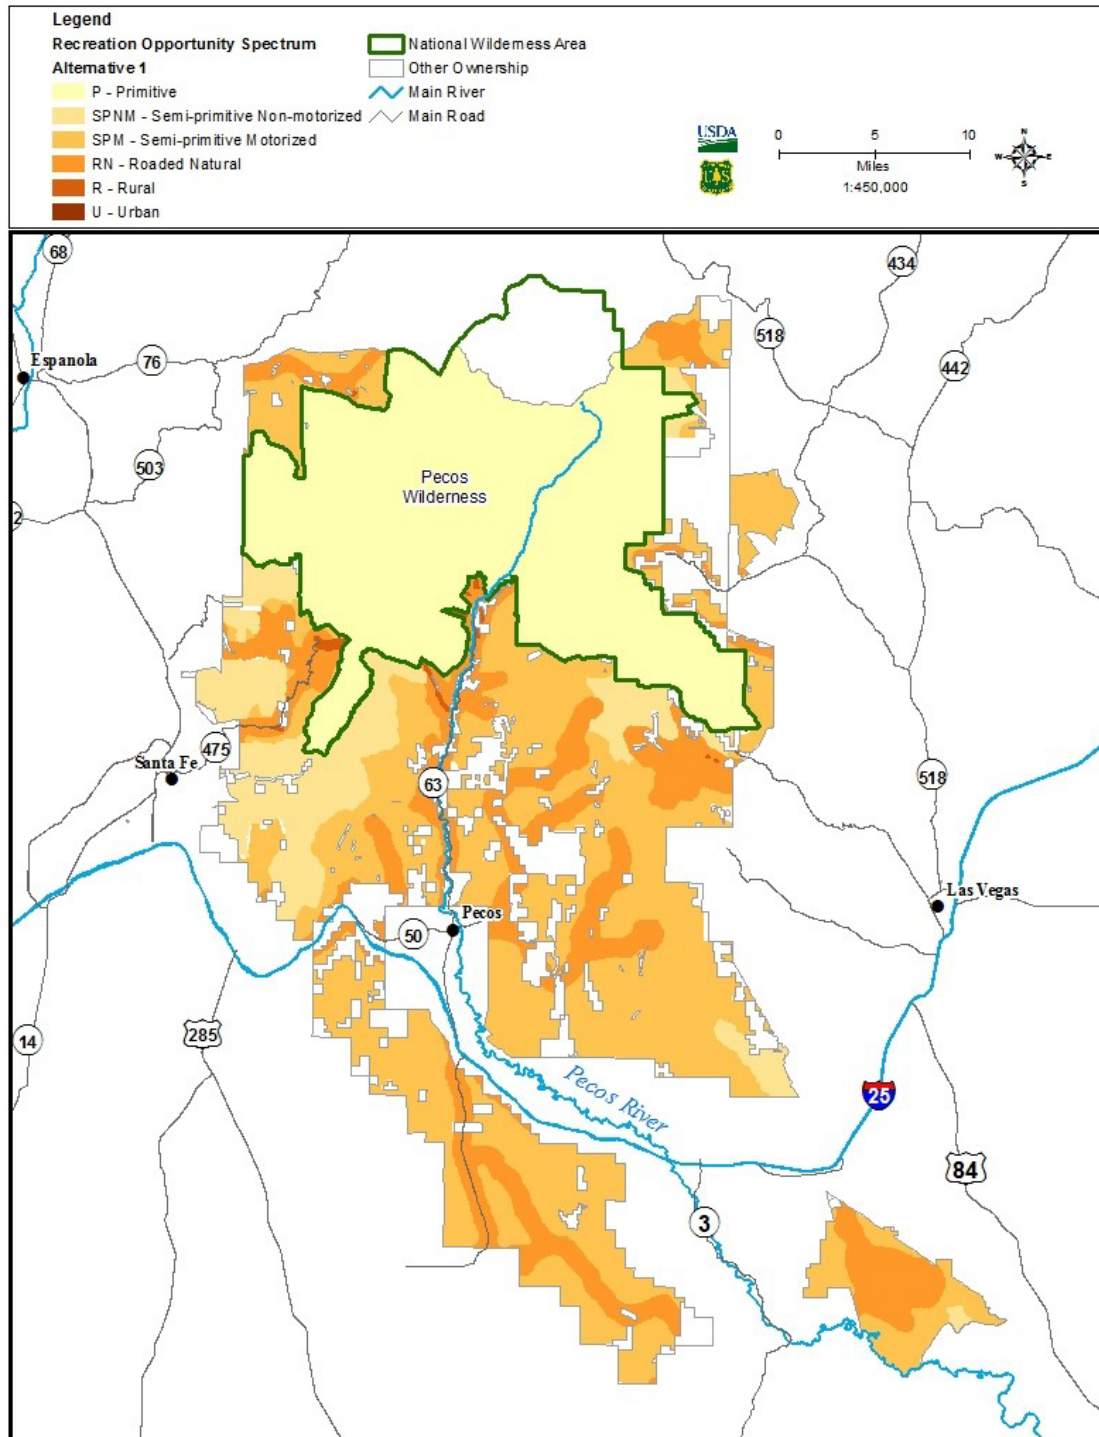 Legend
Recreation Opportunity Spectrum
Alternative 1
P - Primitive
SPNM - Semi-primitive Non-motorized
SPM - Semi-primitive Motorized
RN - Roaded Natural
R - Rural
U - Urban
National Wilderness Area
Other Ownership
Main River
Main Road
USDA
0 5 10
Miles
1:450,000
N
W E
S
68
434
518
Espanola
76
442
503
Pecos
Wilderness
2
475
Santa Fe
63
518
Las Vegas
Pecos
50
285
14
Pecos River
25
84
3